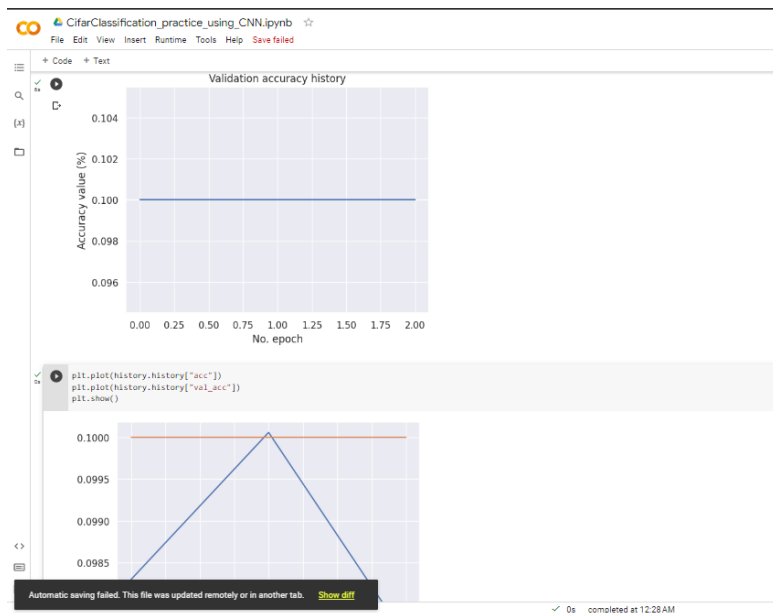 CifarClassification_practice_using_CNN.ipynb
File Edit View Insert Runtime Tools Help Save failed
+ Code + Text
Validation accuracy history
6s
{x}
0.104
0.102
0.100
0.098
0.096
Accuracy value (%)
0.00 0.25 0.50 0.75 1.00 1.25 1.50 1.75 2.00
No. epoch
0s
plt.plot(history.history["acc"])
plt.plot(history.history["val_acc"])
plt.show()
0.1000
0.0995
0.0990
0.0985
Automatic saving failed. This file was updated remotely or in another tab. Show diff
0s completed at 12:28 AM